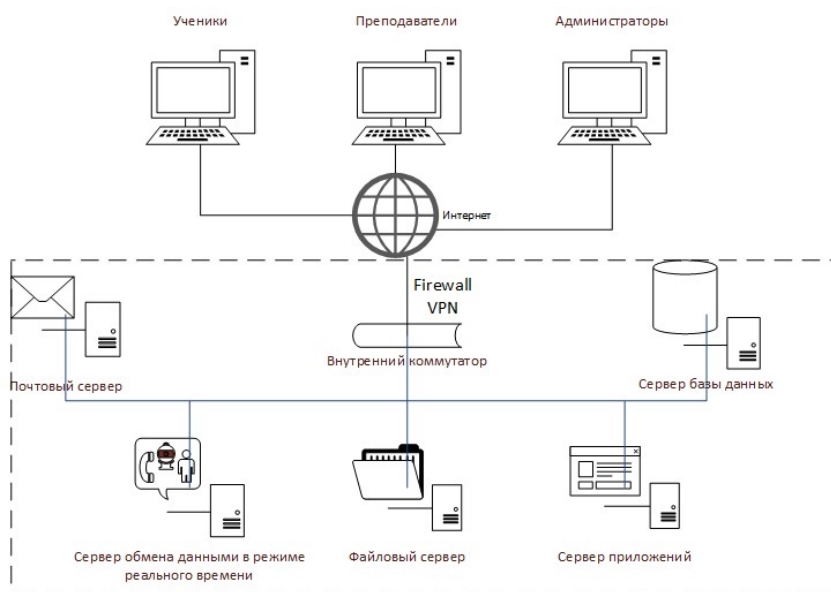 Ученики
Преподаватели
Администраторы
Интернет
Firewall
VPN
Внутренний коммутатор
Почтовый сервер
Сервер базы данных
Сервер обмена данными в режиме
реального времени
Файловый сервер
Сервер приложений